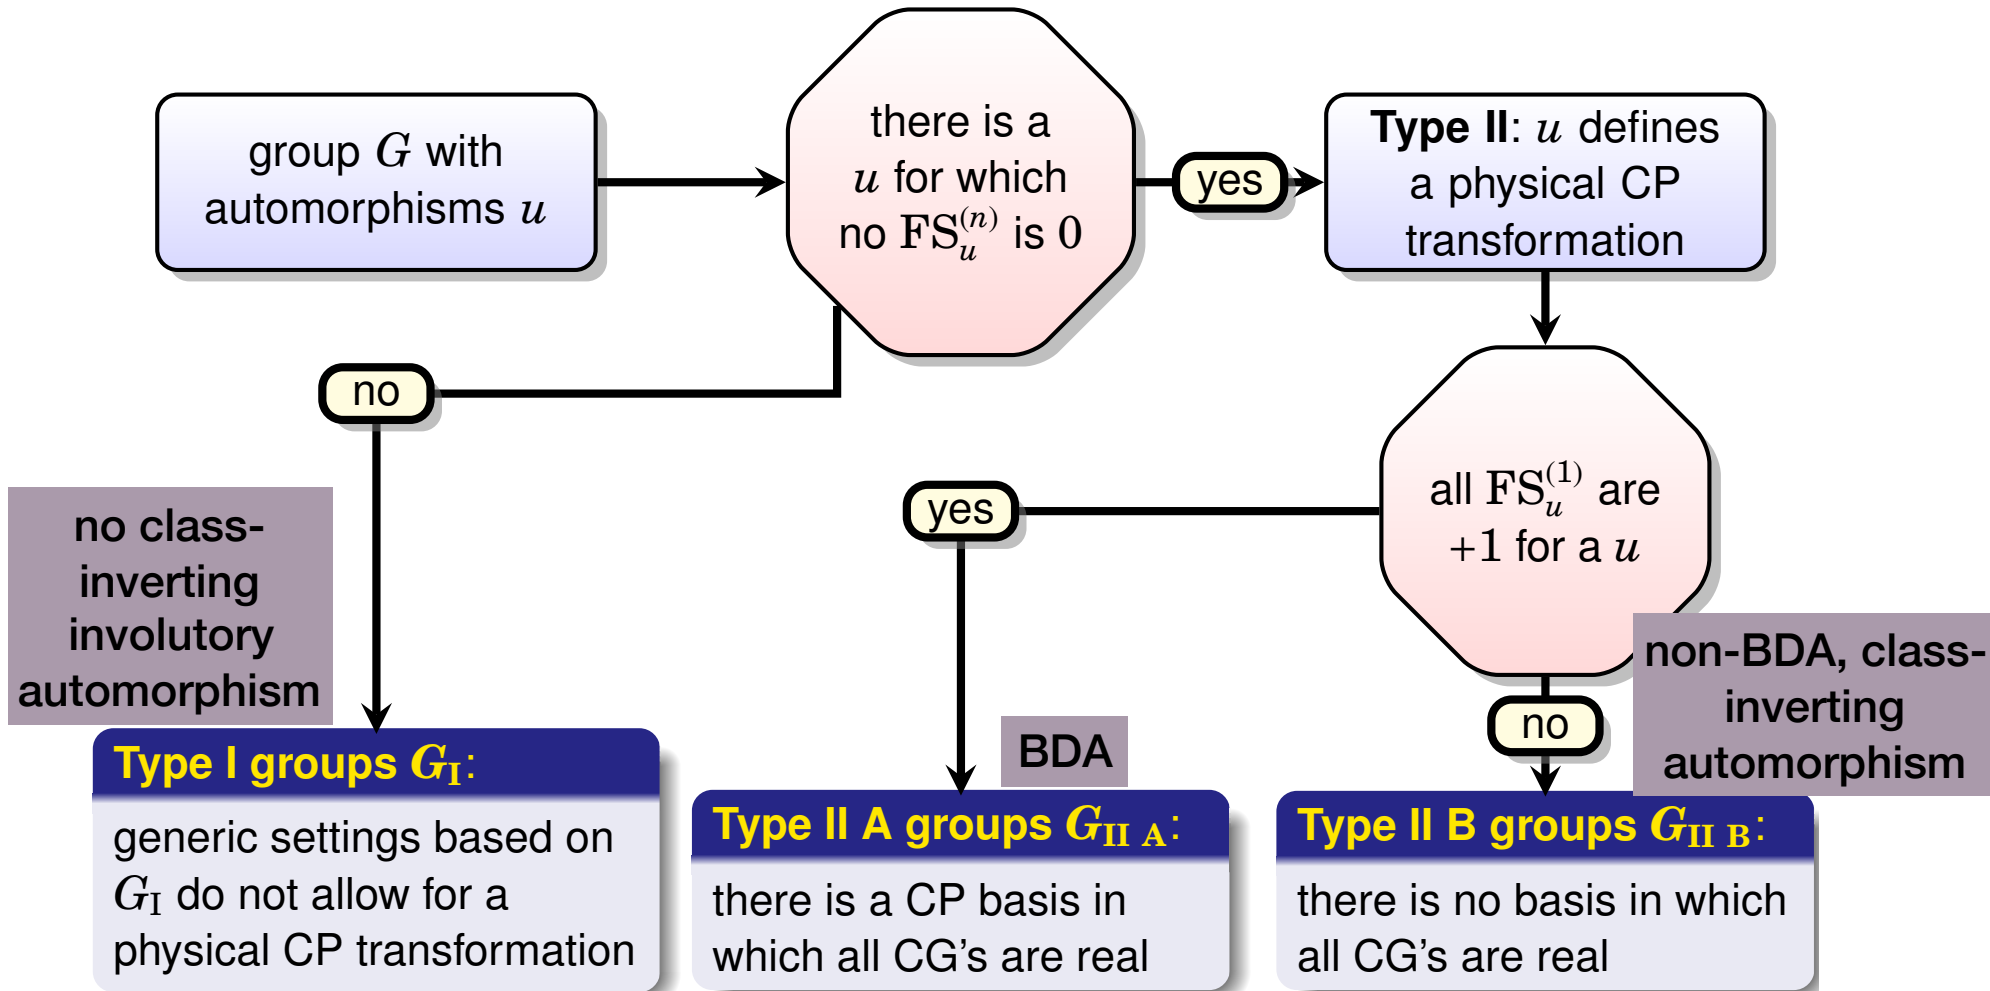 group G with
automorphisms u
there is a
u for which
no FS_u^(n) is 0
yes
Type II: u defines
a physical CP
transformation
no
all FS_u^(1) are
+1 for a u
yes
no
no class-
inverting
involutory
automorphism
BDA
non-BDA, class-
inverting
automorphism
Type I groups G_I:
generic settings based on
G_I do not allow for a
physical CP transformation
Type II A groups G_II A:
there is a CP basis in
which all CG's are real
Type II B groups G_II B:
there is no basis in which
all CG's are real